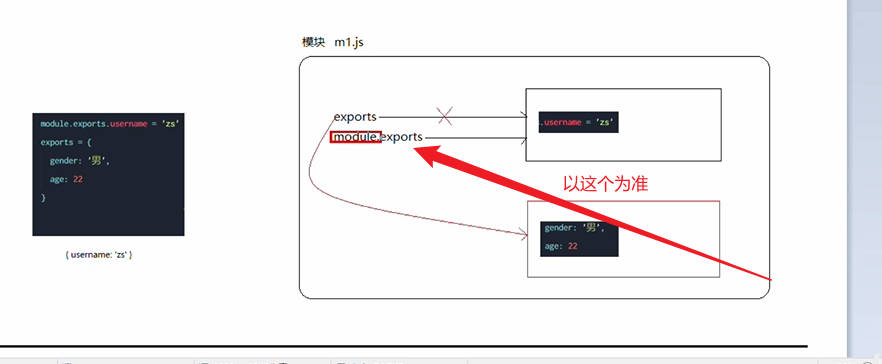 模块 m1.js
module.exports.username = 'zs'
exports = {
gender: '男',
age: 22
}
{ username: 'zs' }
exports
module.exports
.username = 'zs'
以这个为准
gender: '男',
age: 22